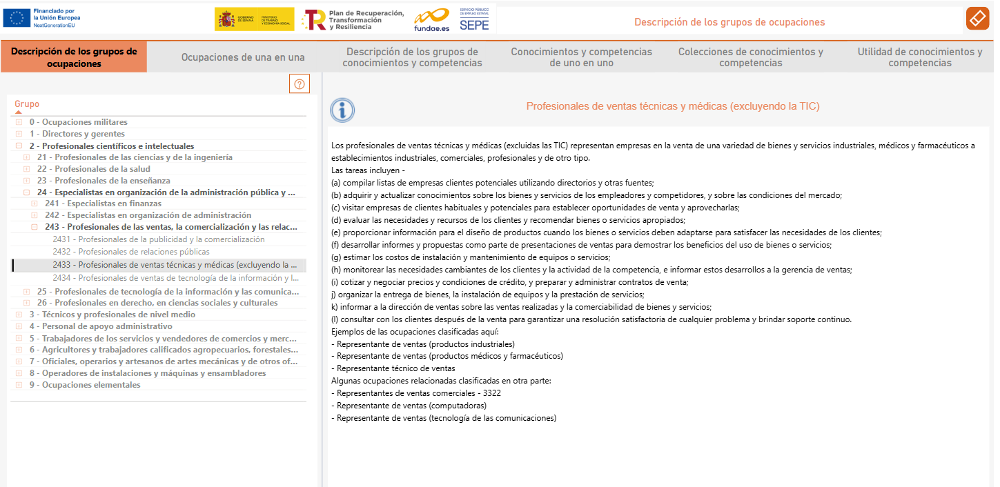 Financiado por
la Unión Europea
NextGenerationEU
GOBIERNO
DE ESPAÑA
MINISTERIO
DE TRABAJO
Y ECONOMÍA SOCIAL
Plan de Recuperación,
Transformación
y Resiliencia
fundae.es
SERVICIO PÚBLICO
DE EMPLEO ESTATAL
SEPE
Descripción de los grupos de ocupaciones
Descripción de los grupos de
ocupaciones
Ocupaciones de una en una
Descripción de los grupos de
conocimientos y competencias
Conocimientos y competencias
de uno en uno
Colecciones de conocimientos y
competencias
Utilidad de conocimientos y
competencias
Grupo
0 - Ocupaciones militares
1 - Directores y gerentes
2 - Profesionales científicos e intelectuales
21 - Profesionales de las ciencias y de la ingeniería
22 - Profesionales de la salud
23 - Profesionales de la enseñanza
24 - Especialistas en organización de la administración pública y ...
241 - Especialistas en finanzas
242 - Especialistas en organización de administración
243 - Profesionales de las ventas, la comercialización y las relac...
2431 - Profesionales de la publicidad y la comercialización
2432 - Profesionales de relaciones públicas
2433 - Profesionales de ventas técnicas y médicas (excluyendo la ...
2434 - Profesionales de ventas de tecnología de la información y l...
25 - Profesionales de tecnología de la información y las comunica...
26 - Profesionales en derecho, en ciencias sociales y culturales
3 - Técnicos y profesionales de nivel medio
4 - Personal de apoyo administrativo
5 - Trabajadores de los servicios y vendedores de comercios y merc...
6 - Agricultores y trabajadores calificados agropecuarios, forestales...
7 - Oficiales, operarios y artesanos de artes mecánicas y de otros of...
8 - Operadores de instalaciones y máquinas y ensambladores
9 - Ocupaciones elementales
Profesionales de ventas técnicas y médicas (excluyendo la TIC)
Los profesionales de ventas técnicas y médicas (excluidas las TIC) representan empresas en la venta de una variedad de bienes y servicios industriales, médicos y farmacéuticos a
establecimientos industriales, comerciales, profesionales y de otro tipo.
Las tareas incluyen -
(a) compilar listas de empresas clientes potenciales utilizando directorios y otras fuentes;
(b) adquirir y actualizar conocimientos sobre los bienes y servicios de los empleadores y competidores, y sobre las condiciones del mercado;
(c) visitar empresas de clientes habituales y potenciales para establecer oportunidades de venta y aprovecharlas;
(d) evaluar las necesidades y recursos de los clientes y recomendar bienes o servicios apropiados;
(e) proporcionar información para el diseño de productos cuando los bienes o servicios deben adaptarse para satisfacer las necesidades de los clientes;
(f) desarrollar informes y propuestas como parte de presentaciones de ventas para demostrar los beneficios del uso de bienes o servicios;
(g) estimar los costos de instalación y mantenimiento de equipos o servicios;
(h) monitorear las necesidades cambiantes de los clientes y la actividad de la competencia, e informar estos desarrollos a la gerencia de ventas;
(i) cotizar y negociar precios y condiciones de crédito, y preparar y administrar contratos de venta;
j) organizar la entrega de bienes, la instalación de equipos y la prestación de servicios;
k) informar a la dirección de ventas sobre las ventas realizadas y la comerciabilidad de bienes y servicios;
(l) consultar con los clientes después de la venta para garantizar una resolución satisfactoria de cualquier problema y brindar soporte continuo.
Ejemplos de las ocupaciones clasificadas aquí:
- Representante de ventas (productos industriales)
- Representante de ventas (productos médicos y farmacéuticos)
- Representante técnico de ventas
Algunas ocupaciones relacionadas clasificadas en otra parte:
- Representantes de ventas comerciales - 3322
- Representante de ventas (computadoras)
- Representante de ventas (tecnología de las comunicaciones)